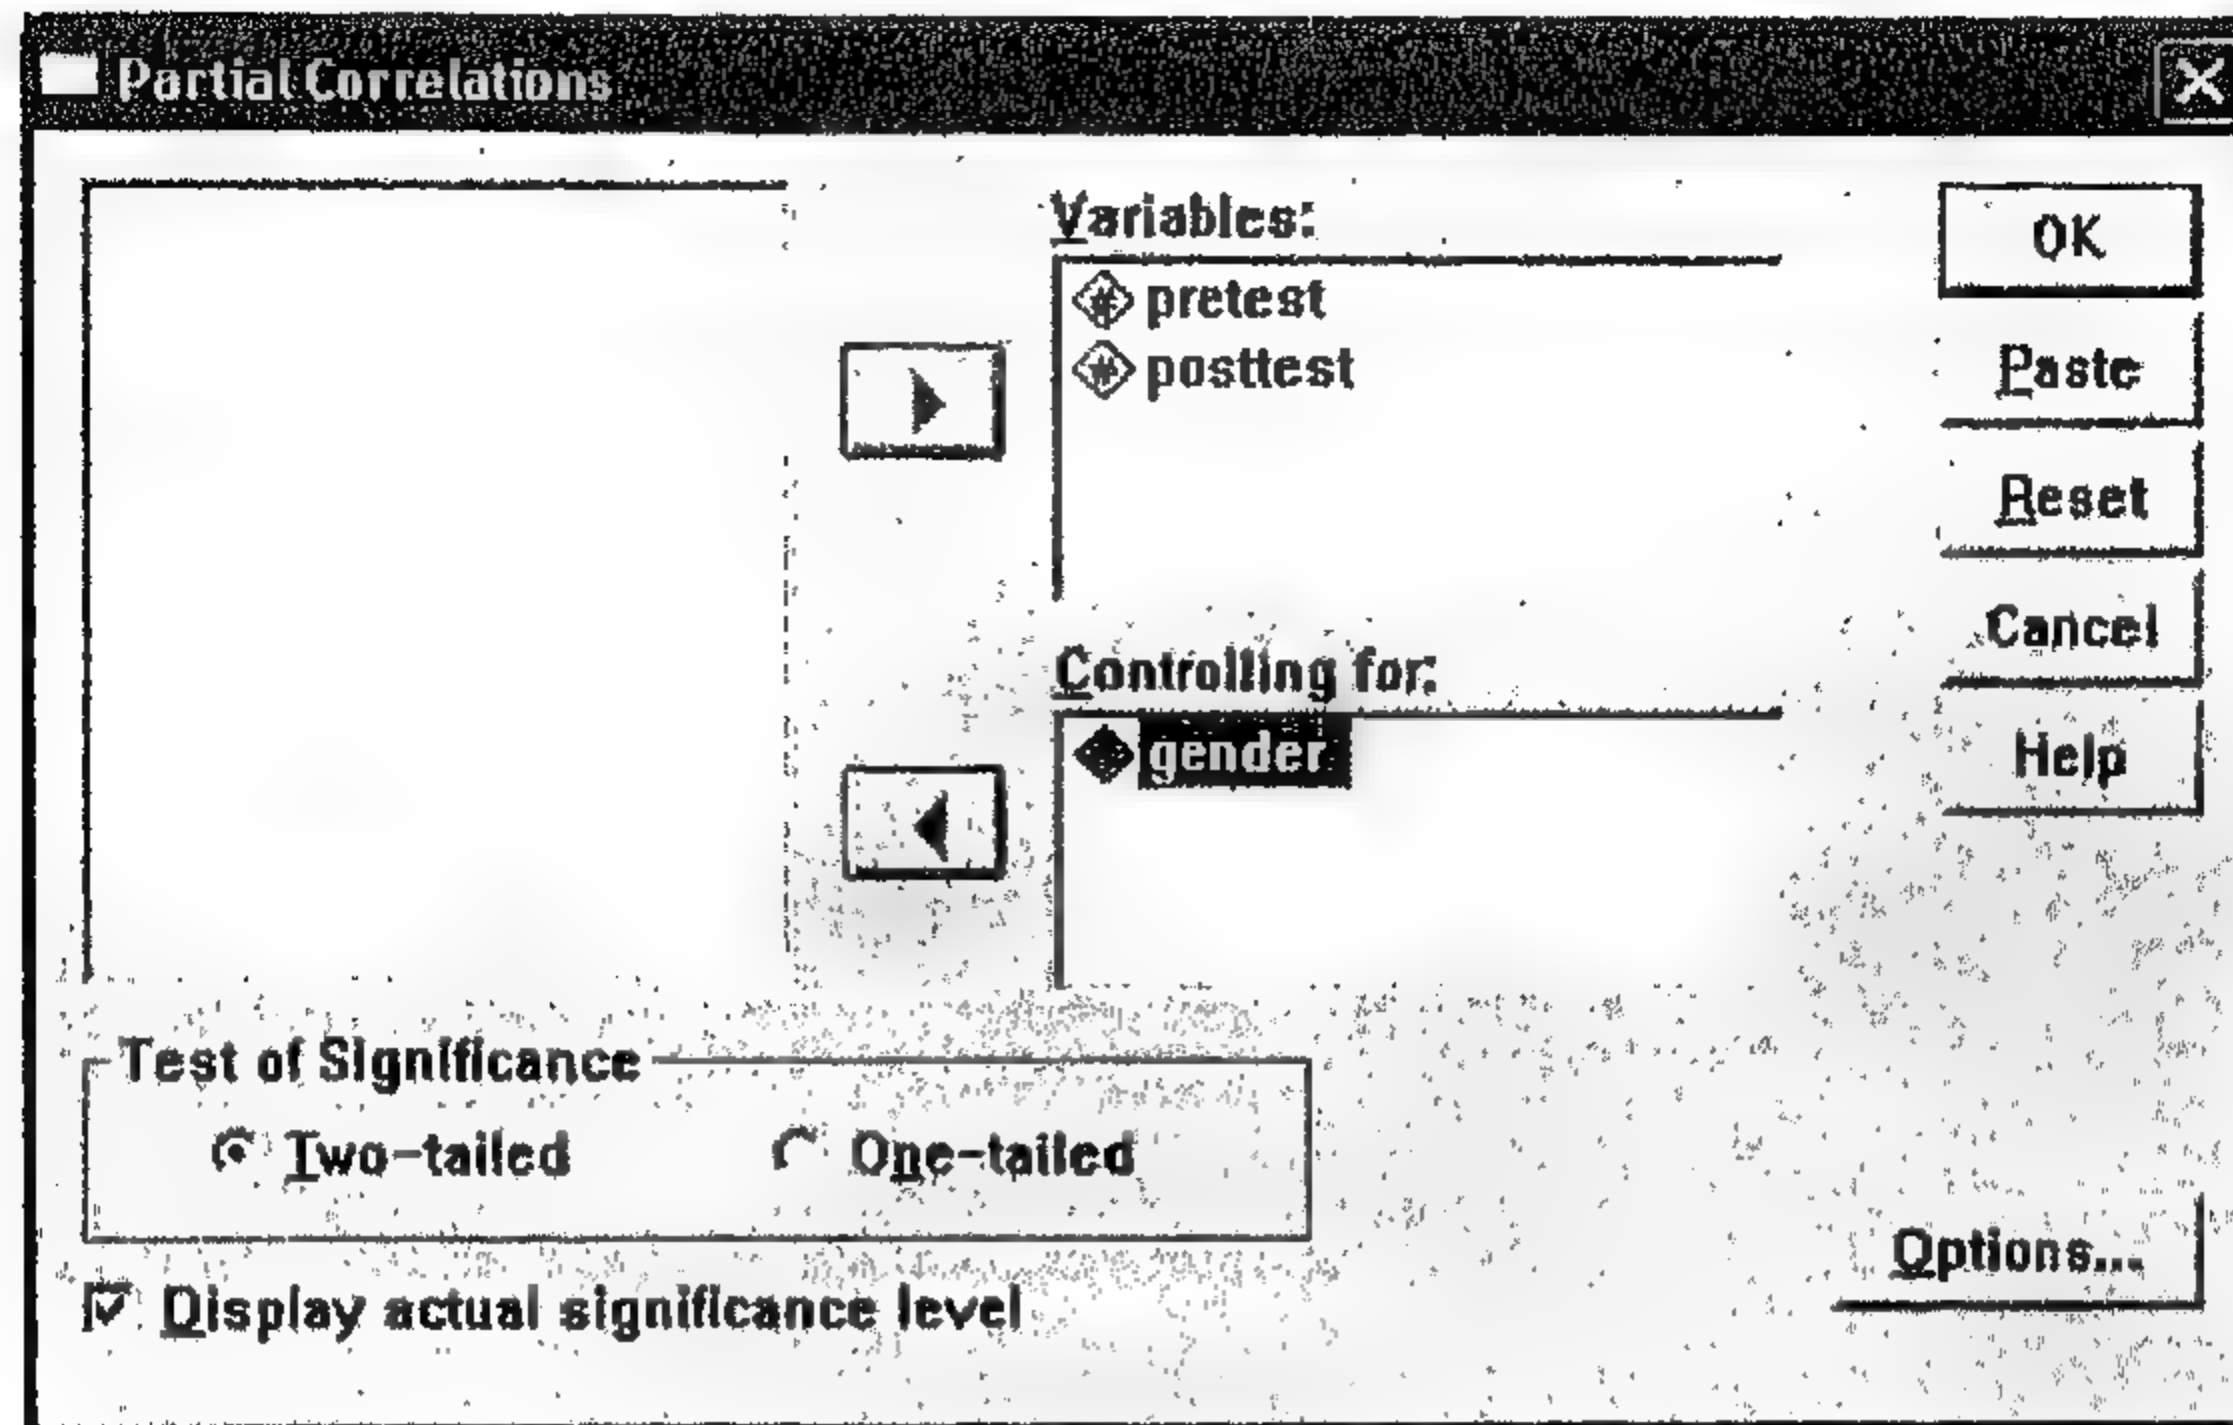 Partial Correlations
Variables:
pretest
posttest
Controlling for:
gender
Test of Significance
Two-tailed
One-tailed
Display actual significance level
OK
Paste
Reset
Cancel
Help
Options...